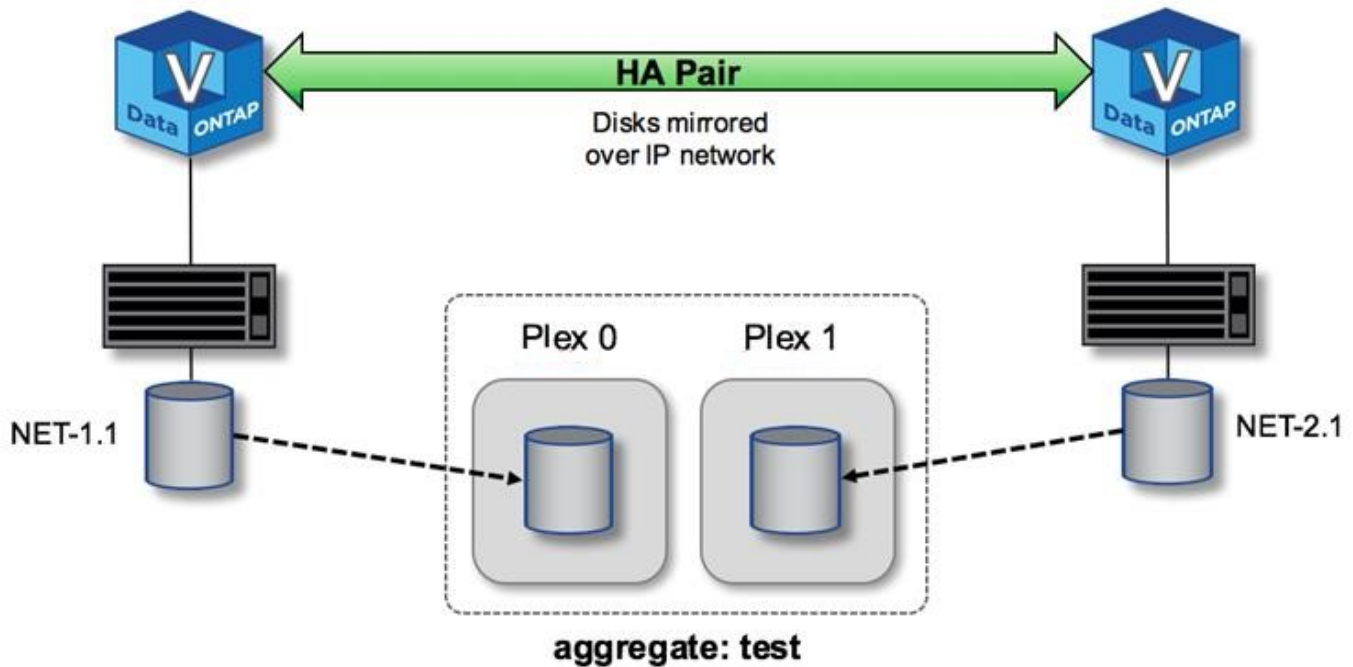 V
Data ONTAP
HA Pair
Disks mirrored
over IP network
V
Data ONTAP
Plex 0
Plex 1
NET-1.1
NET-2.1
aggregate: test